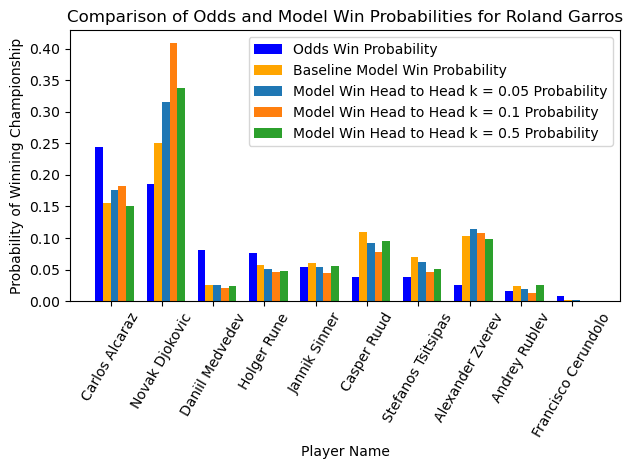 Comparison of Odds and Model Win Probabilities for Roland Garros
Odds Win Probability
Baseline Model Win Probability
Model Win Head to Head k = 0.05 Probability
Model Win Head to Head k = 0.1 Probability
Model Win Head to Head k = 0.5 Probability
Probability of Winning Championship
0.40
0.35
0.30
0.25
0.20
0.15
0.10
0.05
0.00
Carlos Alcaraz
Novak Djokovic
Daniil Medvedev
Holger Rune
Jannik Sinner
Casper Ruud
Stefanos Tsitsipas
Alexander Zverev
Andrey Rublev
Francisco Cerundolo
Player Name